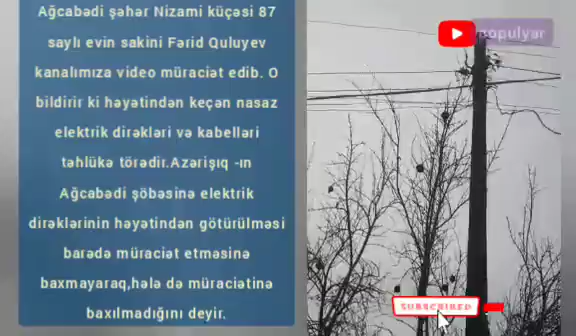 Ağcabədi şəhər Nizami küçəsi 87
saylı evin sakini Fərid Quluyev
kanalımıza video müraciət edib. O
bildirir ki həyətindən keçən nasaz
elektrik dirəkləri və kabelləri
təhlükə törədir.Azərişıq -ın
Ağcabədi şöbəsinə elektrik
dirəklərinin həyətindən götürülməsi
barədə müraciət etməsinə
baxmayaraq,hələ də müraciətinə
baxılmadığını deyir.
populyar
SUBSCRIBED